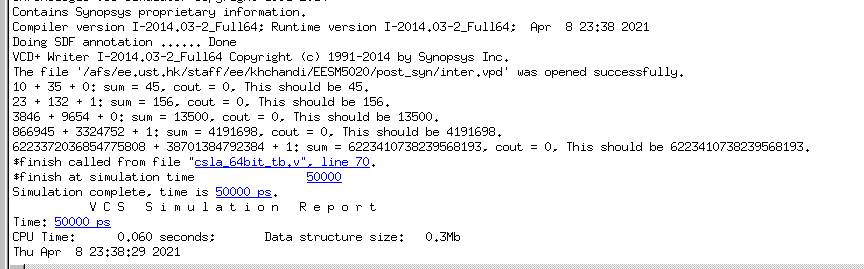 Contains Synopsys proprietary information.
Compiler version I-2014.03-2_Full64; Runtime version I-2014.03-2_Full64;  Apr  8 23:38 2021
Doing SDF annotation ...... Done
VCD+ Writer I-2014.03-2_Full64 Copyright (c) 1991-2014 by Synopsys Inc.
The file '/afs/ee.ust.hk/staff/ee/khchandi/EESM5020/post_syn/inter.vpd' was opened successfully.
10 + 35 + 0: sum = 45, cout = 0, This should be 45.
23 + 132 + 1: sum = 156, cout = 0, This should be 156.
3846 + 9654 + 0: sum = 13500, cout = 0, This should be 13500.
866945 + 3324752 + 1: sum = 4191698, cout = 0, This should be 4191698.
6223372036854775808 + 38701384792384 + 1: sum = 6223410738239568193, cout = 0, This should be 6223410738239568193.
$finish called from file "csla_64bit_tb.v", line 70.
$finish at simulation time                50000
Simulation complete, time is 50000 ps.
V C S   S i m u l a t i o n   R e p o r t
Time: 50000 ps
CPU Time:      0.060 seconds;       Data structure size:   0.3Mb
Thu Apr  8 23:38:29 2021